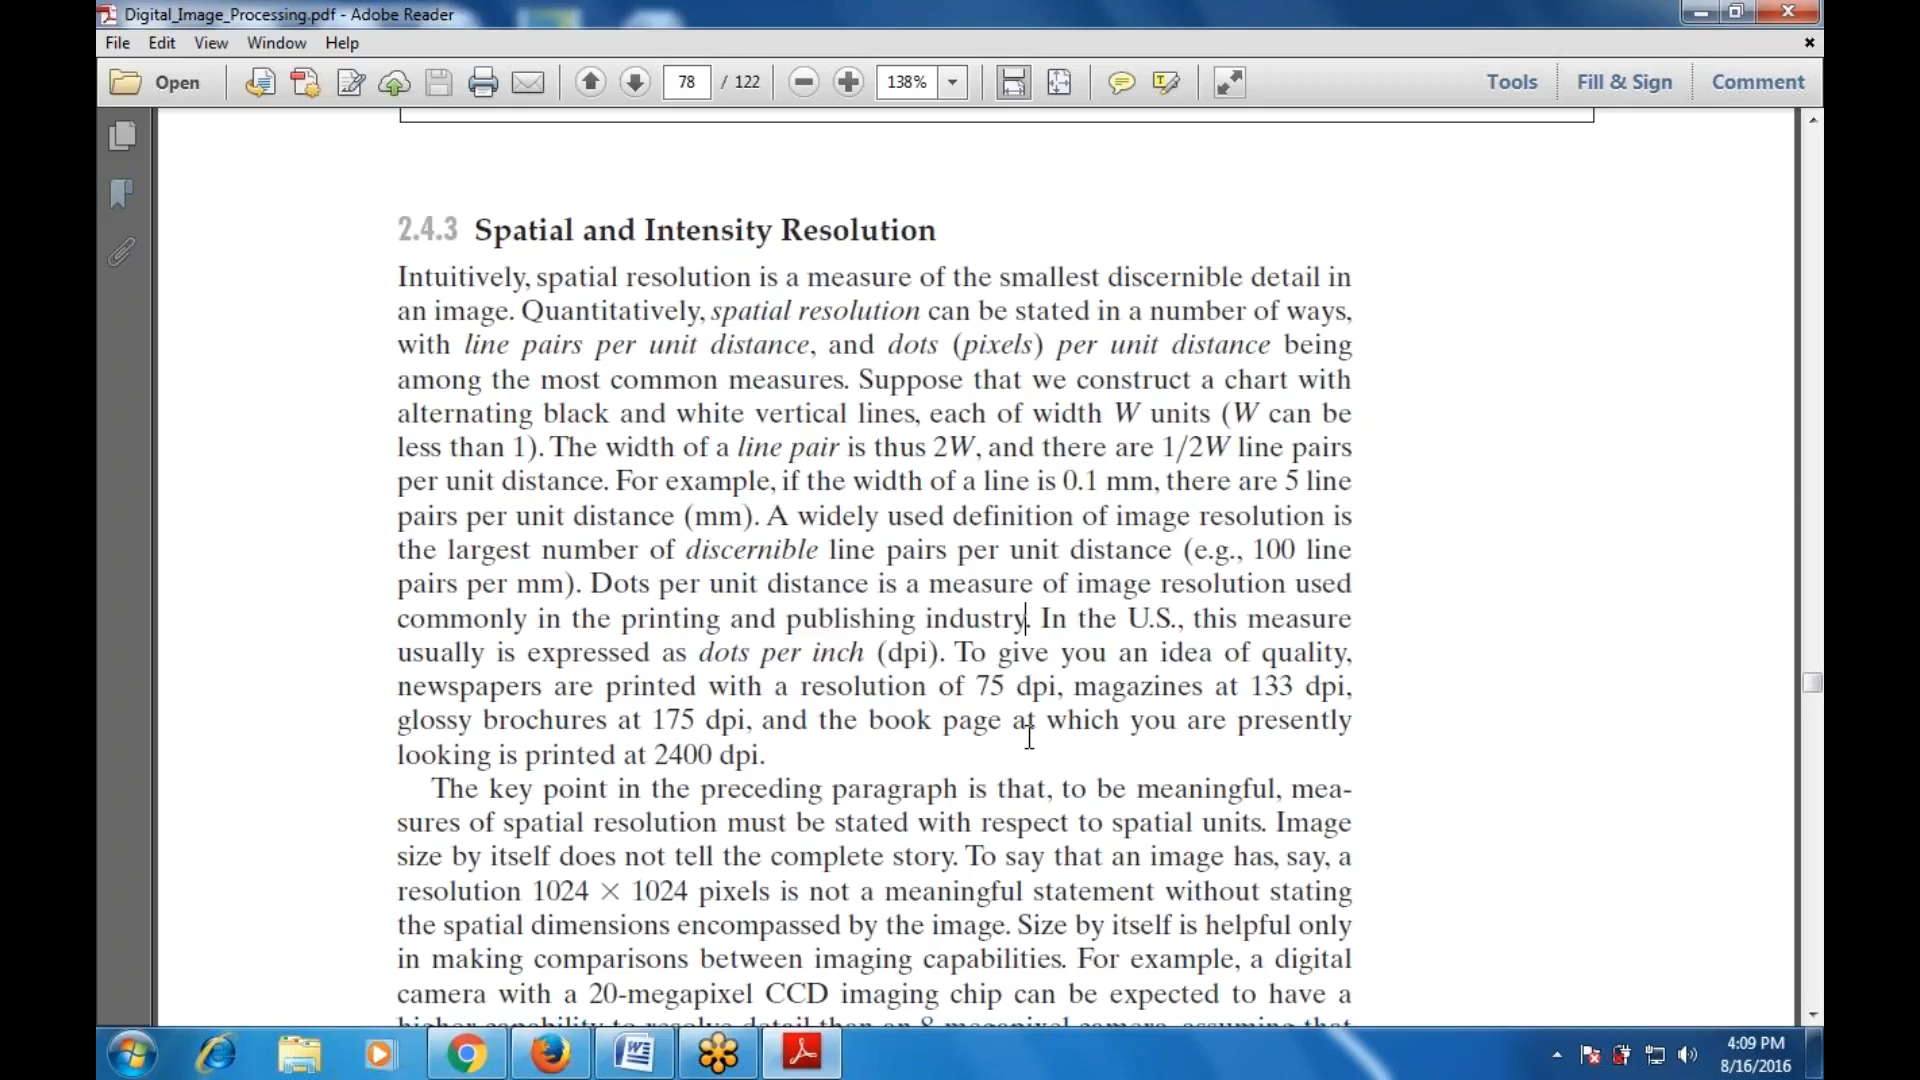 Digital_Image_Processing.pdf - Adobe Reader
File Edit View Window Help
Open 78 / 122 138% Tools Fill & Sign Comment
2.4.3 Spatial and Intensity Resolution
Intuitively, spatial resolution is a measure of the smallest discernible detail in
an image. Quantitatively, spatial resolution can be stated in a number of ways,
with line pairs per unit distance, and dots (pixels) per unit distance being
among the most common measures. Suppose that we construct a chart with
alternating black and white vertical lines, each of width W units (W can be
less than 1). The width of a line pair is thus 2W, and there are 1/2W line pairs
per unit distance. For example, if the width of a line is 0.1 mm, there are 5 line
pairs per unit distance (mm). A widely used definition of image resolution is
the largest number of discernible line pairs per unit distance (e.g., 100 line
pairs per mm). Dots per unit distance is a measure of image resolution used
commonly in the printing and publishing industry. In the U.S., this measure
usually is expressed as dots per inch (dpi). To give you an idea of quality,
newspapers are printed with a resolution of 75 dpi, magazines at 133 dpi,
glossy brochures at 175 dpi, and the book page at which you are presently
looking is printed at 2400 dpi.
The key point in the preceding paragraph is that, to be meaningful, mea-
sures of spatial resolution must be stated with respect to spatial units. Image
size by itself does not tell the complete story. To say that an image has, say, a
resolution 1024 × 1024 pixels is not a meaningful statement without stating
the spatial dimensions encompassed by the image. Size by itself is helpful only
in making comparisons between imaging capabilities. For example, a digital
camera with a 20-megapixel CCD imaging chip can be expected to have a
higher capability to resolve detail than an 8-megapixel camera, assuming that
4:09 PM
8/16/2016